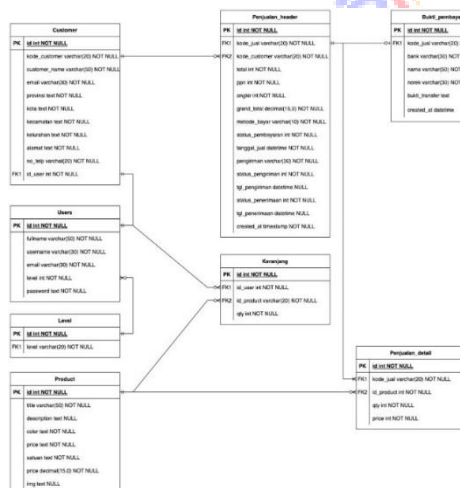 Customer
PK id int NOT NULL
kode_customer varchar(20) NOT NULL
customer_name varchar(50) NOT NULL
email varchar(30) NOT NULL
provinsi text NOT NULL
kota text NOT NULL
kecamatan text NOT NULL
kelurahan text NOT NULL
alamat text NOT NULL
no_telp varchar(20) NOT NULL
FK1 id_user int NOT NULL
Users
PK id int NOT NULL
fullname varchar(50) NOT NULL
username varchar(30) NOT NULL
email varchar(30) NOT NULL
level int NOT NULL
password text NOT NULL
Level
PK id int NOT NULL
FK1 level varchar(20) NOT NULL
Product
PK id int NOT NULL
title varchar(50) NOT NULL
description text NULL
color text NOT NULL
price text NOT NULL
satuan text NOT NULL
price decimal(15,0) NOT NULL
img text NULL
Penjualan_header
PK id int NOT NULL
FK1 kode_jual varchar(20) NOT NULL
FK2 kode_customer varchar(20) NOT NULL
total int NOT NULL
ppn int NOT NULL
ongkir int NOT NULL
grand_total decimal(15,0) NOT NULL
metode_bayar varchar(10) NOT NULL
status_pembayaran int NOT NULL
tanggal_jual datetime NULL
pengiriman varchar(30) NOT NULL
status_pengiriman int NOT NULL
tgl_pengiriman datetime NULL
status_penerimaan int NOT NULL
tgl_penerimaan datetime NULL
created_at timestamp NOT NULL
Keranjang
PK id int NOT NULL
FK1 id_user int NOT NULL
FK2 id_product varchar(20) NOT NULL
qty int NOT NULL
Bukti_pembaya
PK id int NOT NULL
FK1 kode_jual varchar(20)
bank varchar(30) NOT
nama varchar(50) NOT
norek varchar(30) NOT
bukti_transfer text
created_at datetime
Penjualan_detail
PK id int NOT NULL
FK1 kode_jual varchar(20) NOT NULL
FK2 id_product int NOT NULL
qty int NOT NULL
price int NOT NULL